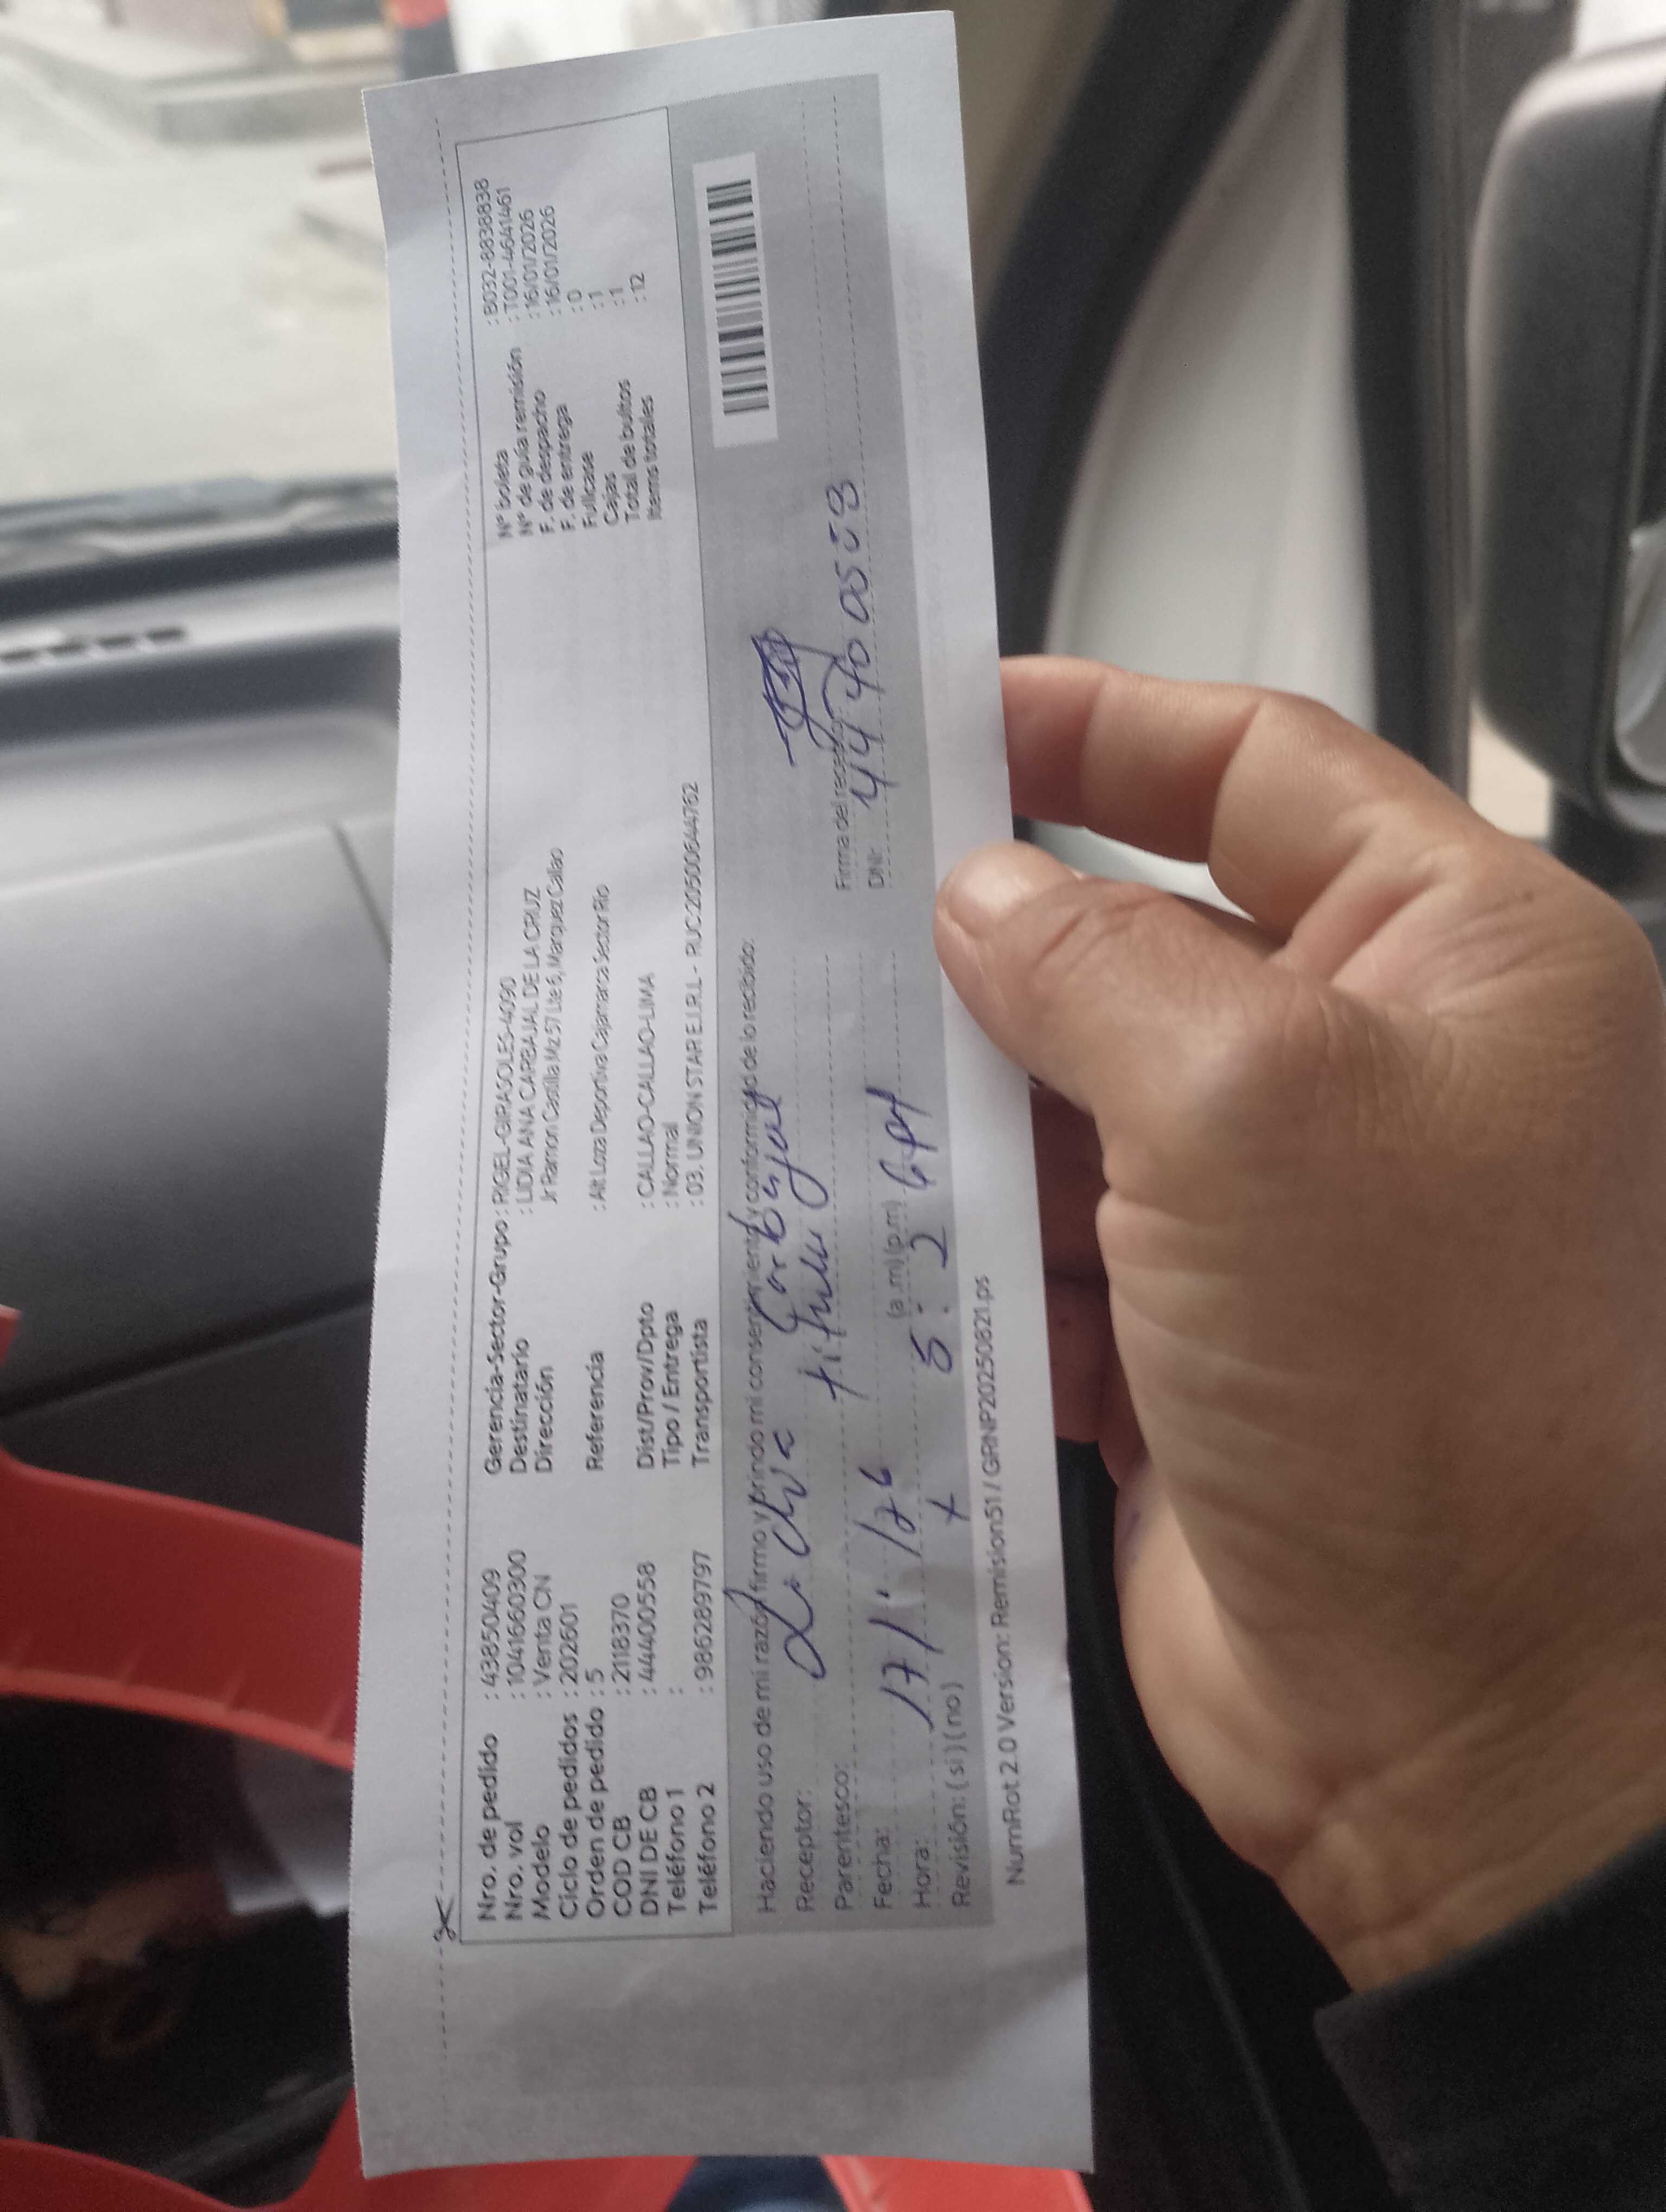 Nro. de pedido : 43850409
Nro. vol : 1041660300
Modelo : Venta CN
Ciclo de pedidos : 202601
Orden de pedido : 5
COD CB : 2118370
DNI DE CB : 44400558
Teléfono 1 :
Teléfono 2 : 986289797
Gerencia-Sector-Grupo : RIGEL-GIRASOLES-4090
Destinatario : LIDIA ANA CARBAJAL DE LA CRUZ
Dirección Jr Ramon Castilla Mz 57 Lte 6, Marquez Callao
Referencia : Alt Loza Deportiva Cajamarca Sector Rio
Dist/Prov/Dpto : CALLAO-CALLAO-LIMA
Tipo / Entrega : Normal
Transportista : 03. UNION STAR E.I.R.L - RUC:20500644762
N° boleta : B032-8838838
N° de guía remisión : T001-4641461
F. de despacho : 16/01/2026
F. de entrega : 16/01/2026
Fullcase : 0
Cajas : 1
Total de bultos : 1
Items totales : 12
Haciendo uso de mi razón firmo y brindo mi consentimiento y conformidad de lo recibido:
Receptor: Lidia Carbajal
Parentesco: titular
Fecha: 17/1/26
Hora: (a.m)(p.m)
5:26
Revisión: (si)(no)
Firma del receptor
DNI: 44400558
NumRot 2.0 Version: Remision51 / GRNP20250821.ps